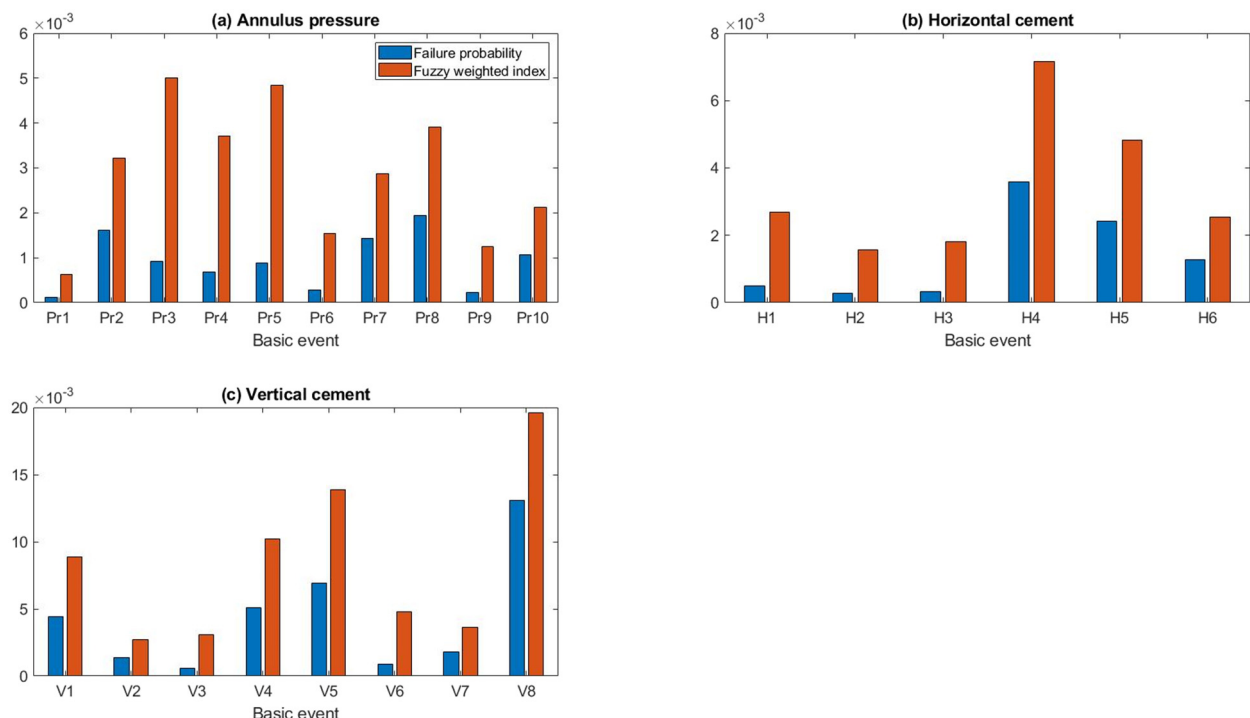 (a) Annulus pressure
×10-3
6
5
4
3
2
1
0
Failure probability
Fuzzy weighted index
Pr1 Pr2 Pr3 Pr4 Pr5 Pr6 Pr7 Pr8 Pr9 Pr10
Basic event
(b) Horizontal cement
×10-3
8
6
4
2
0
H1 H2 H3 H4 H5 H6
Basic event
(c) Vertical cement
×10-3
20
15
10
5
0
V1 V2 V3 V4 V5 V6 V7 V8
Basic event